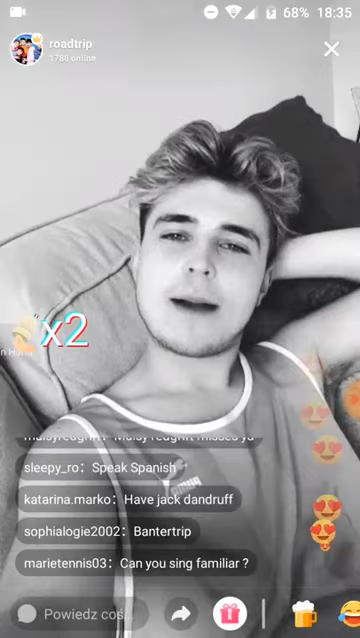 68% 18:35
roadtrip
1788 online
x2
sleepy_ro: Speak Spanish
katarina.marko: Have jack dandruff
sophialogie2002: Bantertrip
marietennis03: Can you sing familiar ?
Powiedz coś